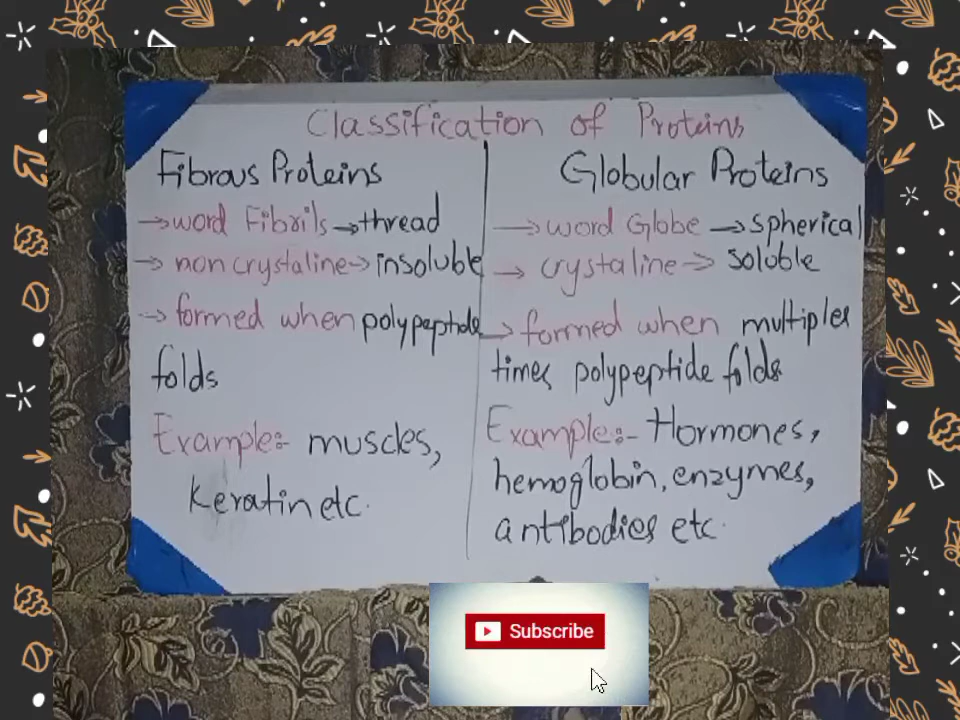 Classification of Proteins
Fibrous Proteins
→word Fibrils→thread
→ non crystaline→insoluble
→ formed when polypeptide
folds
Example:- muscles,
Keratin etc.
Globular Proteins
→ word Globe →spherical
→ crystaline → soluble
→ formed when multiples
times polypeptide folds
Example:- Hormones,
hemoglobin, enzymes,
antibodies etc.
Subscribe